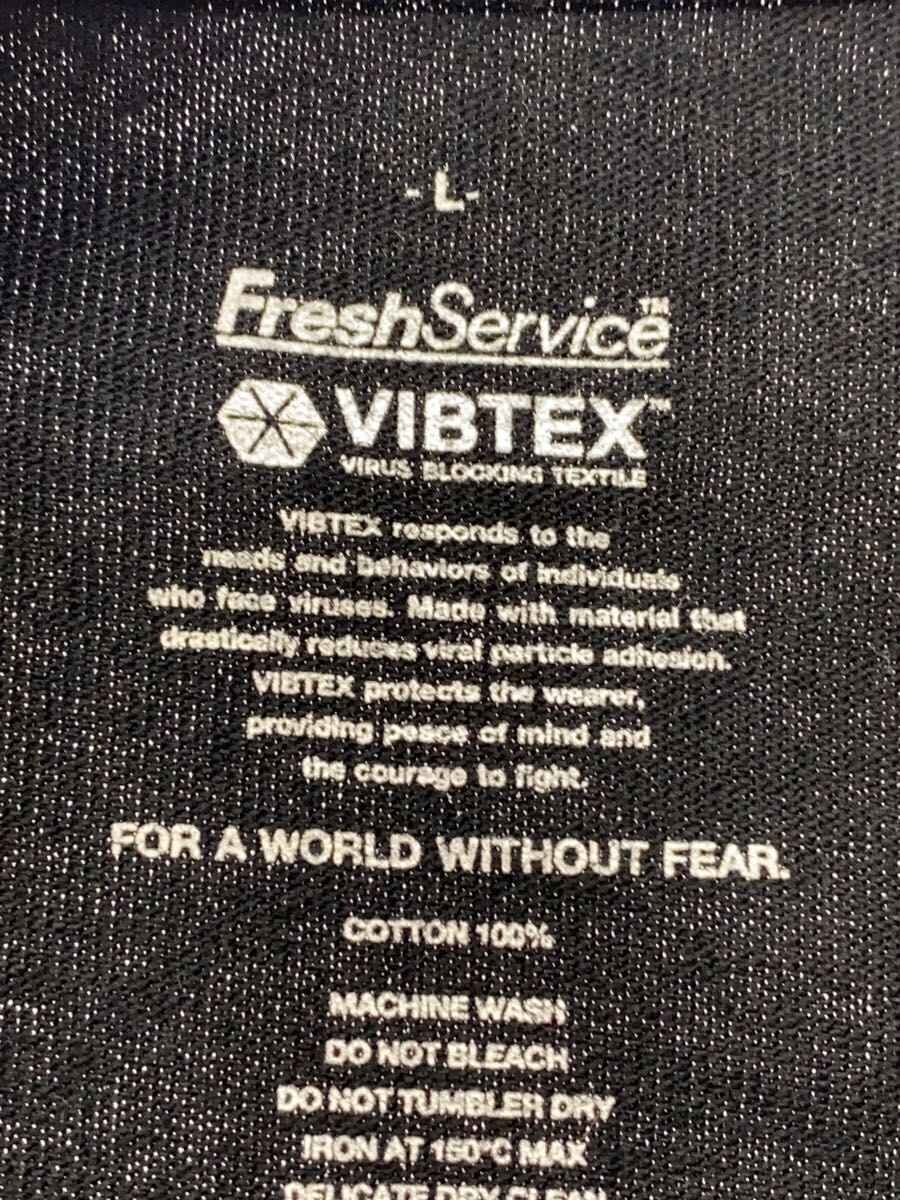 - L -
FreshService™
VIBTEX™
VIRUS BLOCKING TEXTILE
VIBTEX responds to the
needs and behaviors of individuals
who face viruses. Made with material that
drastically reduces viral particle adhesion.
VIBTEX protects the wearer,
providing peace of mind and
the courage to fight.
FOR A WORLD WITHOUT FEAR.
COTTON 100%
MACHINE WASH
DO NOT BLEACH
DO NOT TUMBLER DRY
IRON AT 150°C MAX
DELICATE DRY CLEAN